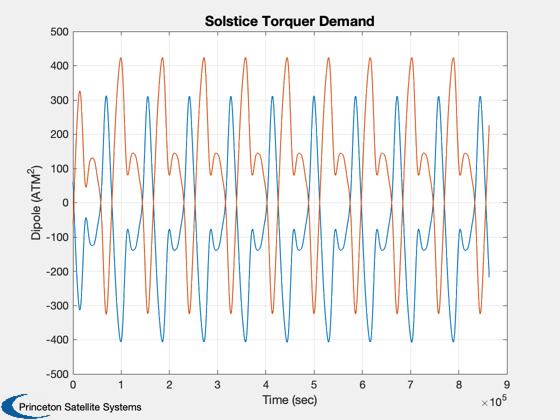 Solstice Torquer Demand
500
400
300
200
100
0
-100
-200
-300
-400
-500
Dipole (ATM²)
0 1 2 3 4 5 6 7 8 9
Time (sec)
×10⁵
Princeton Satellite Systems